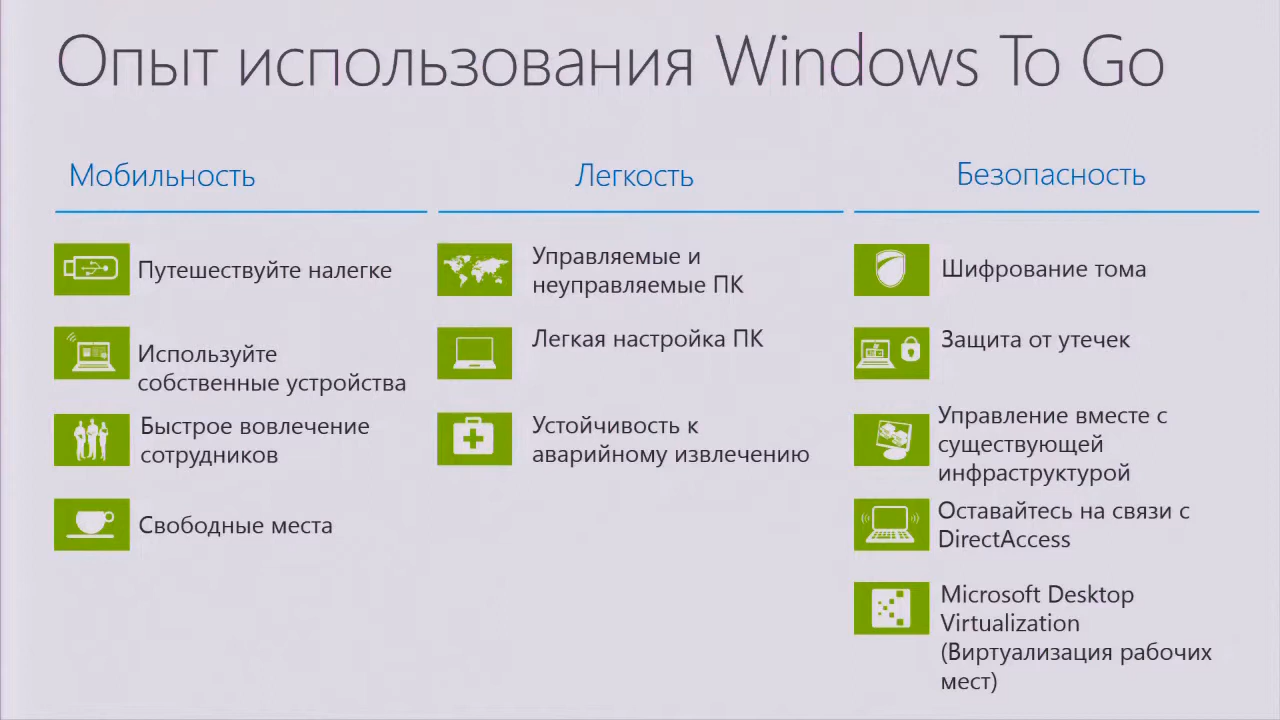 Опыт использования Windows To Go
Мобильность
Путешествуйте налегке
Используйте
собственные устройства
Быстрое вовлечение
сотрудников
Свободные места
Легкость
Управляемые и
неуправляемые ПК
Легкая настройка ПК
Устойчивость к
аварийному извлечению
Безопасность
Шифрование тома
Защита от утечек
Управление вместе с
существующей
инфраструктурой
Оставайтесь на связи с
DirectAccess
Microsoft Desktop
Virtualization
(Виртуализация рабочих
мест)